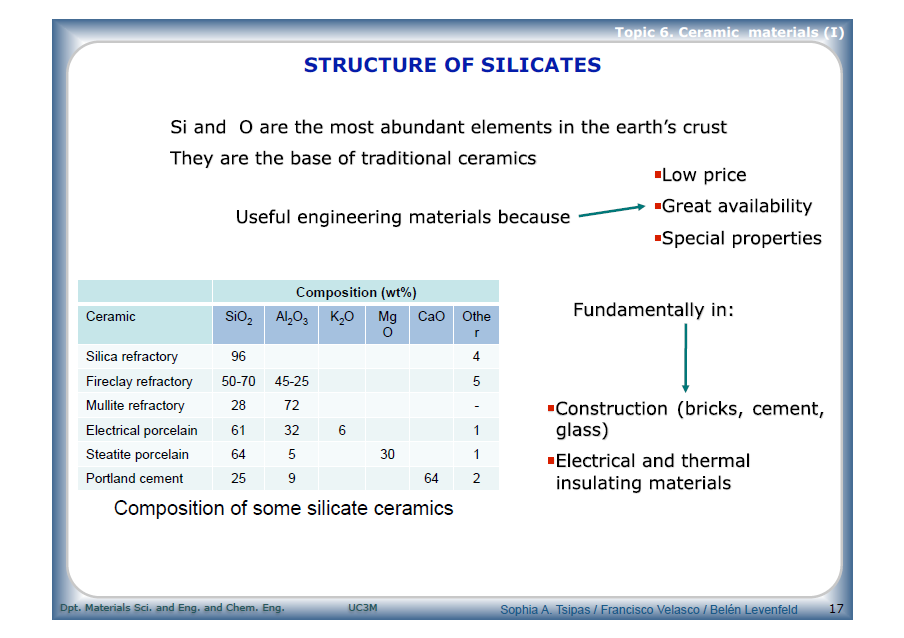 Topic 6. Ceramic materials (I)
STRUCTURE OF SILICATES
Si and O are the most abundant elements in the earth's crust
They are the base of traditional ceramics
Useful engineering materials because
▪Low price
▪Great availability
▪Special properties
Composition (wt%)
Ceramic SiO₂ Al₂O₃ K₂O Mg CaO Othe
O r
Silica refractory 96 4
Fireclay refractory 50-70 45-25 5
Mullite refractory 28 72 -
Electrical porcelain 61 32 6 1
Steatite porcelain 64 5 30 1
Portland cement 25 9 64 2
Composition of some silicate ceramics
Fundamentally in:
▪Construction (bricks, cement,
glass)
▪Electrical and thermal
insulating materials
Dpt. Materials Sci. and Eng. and Chem. Eng. UC3M Sophia A. Tsipas / Francisco Velasco / Belén Levenfeld 17